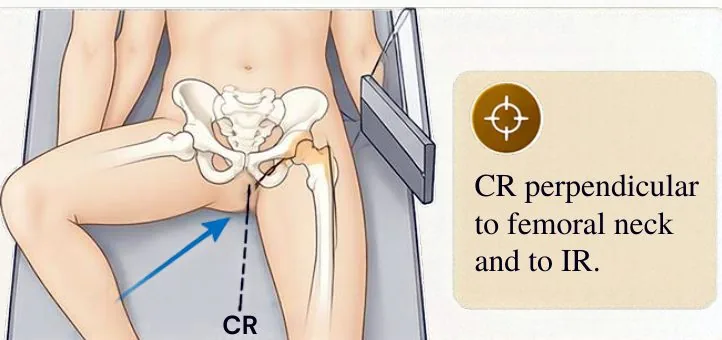 CR perpendicular
to femoral neck
and to IR.
CR